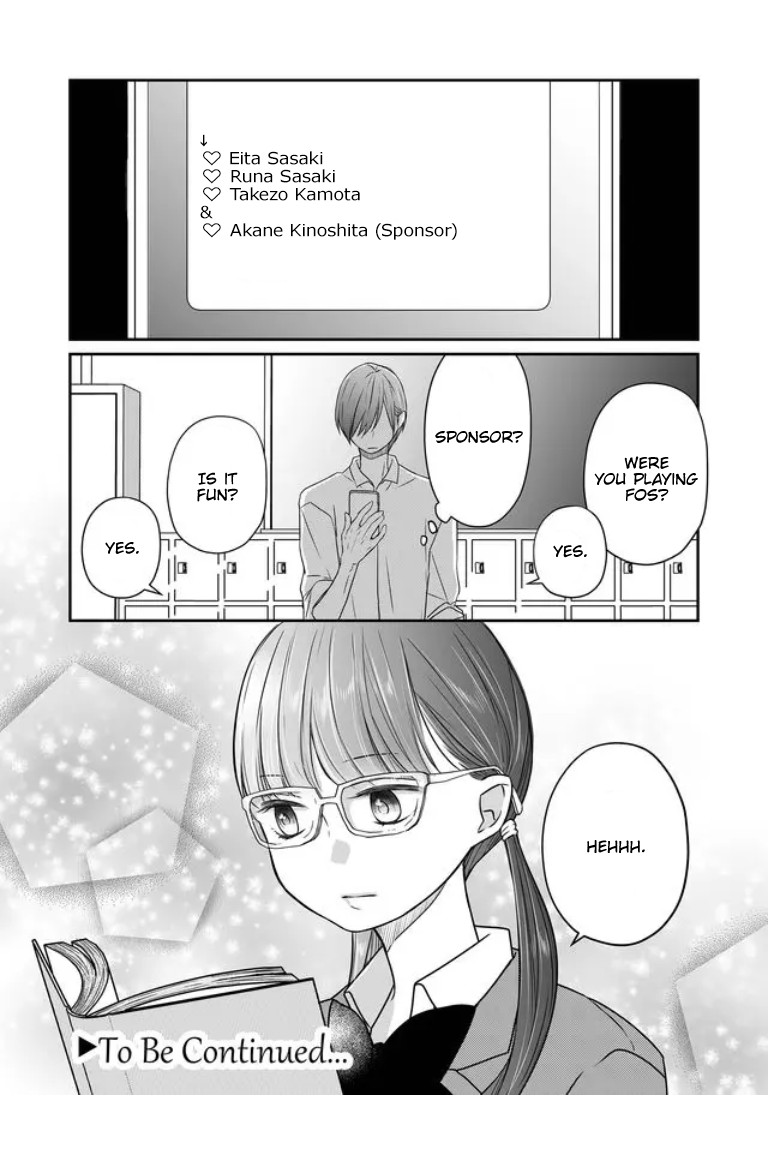 ↓
♡ Eita Sasaki
♡ Runa Sasaki
♡ Takezo Kamota
&
♡ Akane Kinoshita (Sponsor)
WERE
YOU PLAYING
FOS?
YES.
SPONSOR?
IS IT
FUN?
YES.
HEHHH.
▶To Be Continued...